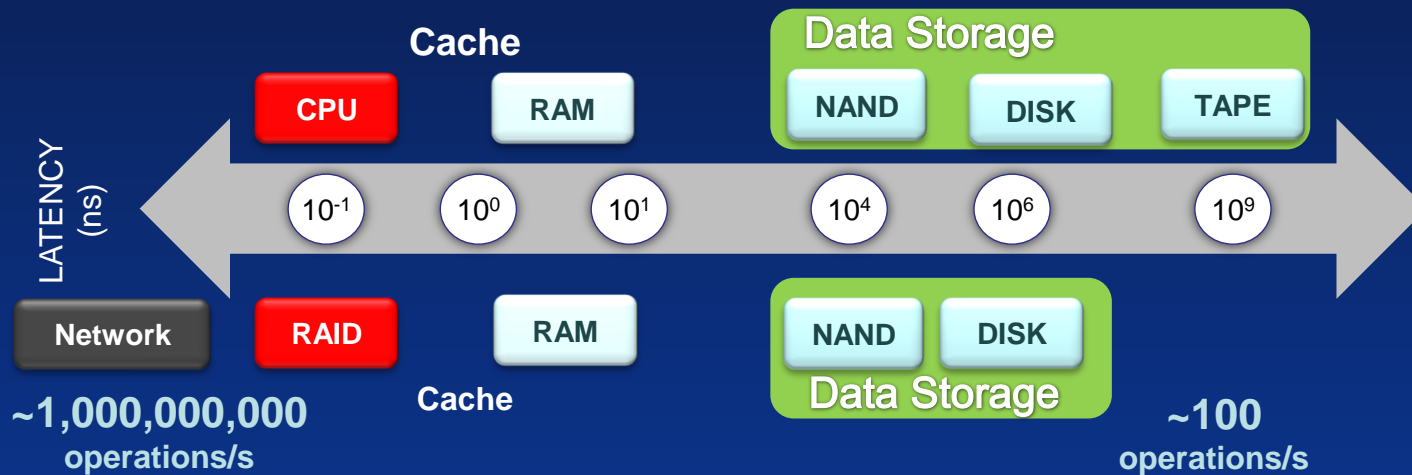 Cache
Data Storage
CPU
RAM
NAND
DISK
TAPE
LATENCY
(ns)
10⁻¹
10⁰
10¹
10⁴
10⁶
10⁹
Network
RAID
RAM
NAND
DISK
Cache
Data Storage
~1,000,000,000
operations/s
~100
operations/s